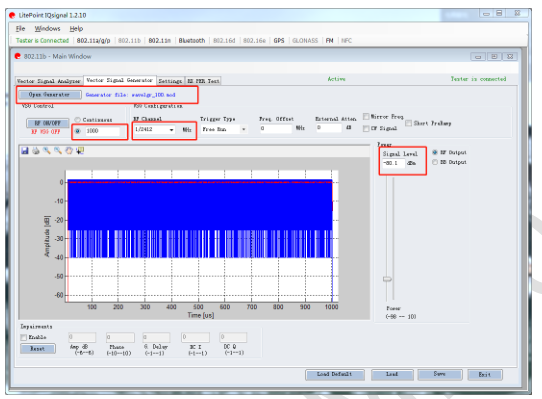 LitePoint IQsignal 1.2.10
File Windows Help
Tester is Connected 802.11a/g/p 802.11b 802.11n Bluetooth 802.16d 802.16e GPS GLONASS FM NFC
802.11b - Main Window
Vector Signal Analyzer Vector Signal Generator Settings RX PER Test Active Tester is connected
Open Generator Generator file:
VSG Control VSG Configuration
RF ON/OFF Continuous RF Channel Trigger Type Freq. Offset External Atten. Mirror Freq.
RF VSG OFF 1000 1/2412 MHz Free Run 0 MHz 0 dB CW Signal Short Preamp
Power
Signal Level RF Output
-80.1 dBm BB Output
Amplitude [dB]
0
-10
-20
-30
-40
-50
-60
100 200 300 400 500 600 700 800 900 1000
Time [us]
Power
(-98 -- 10)
Impairments
Enable 0 0 0 0 0
Reset Amp dB Phase G Delay DC I DC Q
(-6--6) (-10--10) (-1--1) (-1--1) (-1--1)
Load Default Load Save Exit